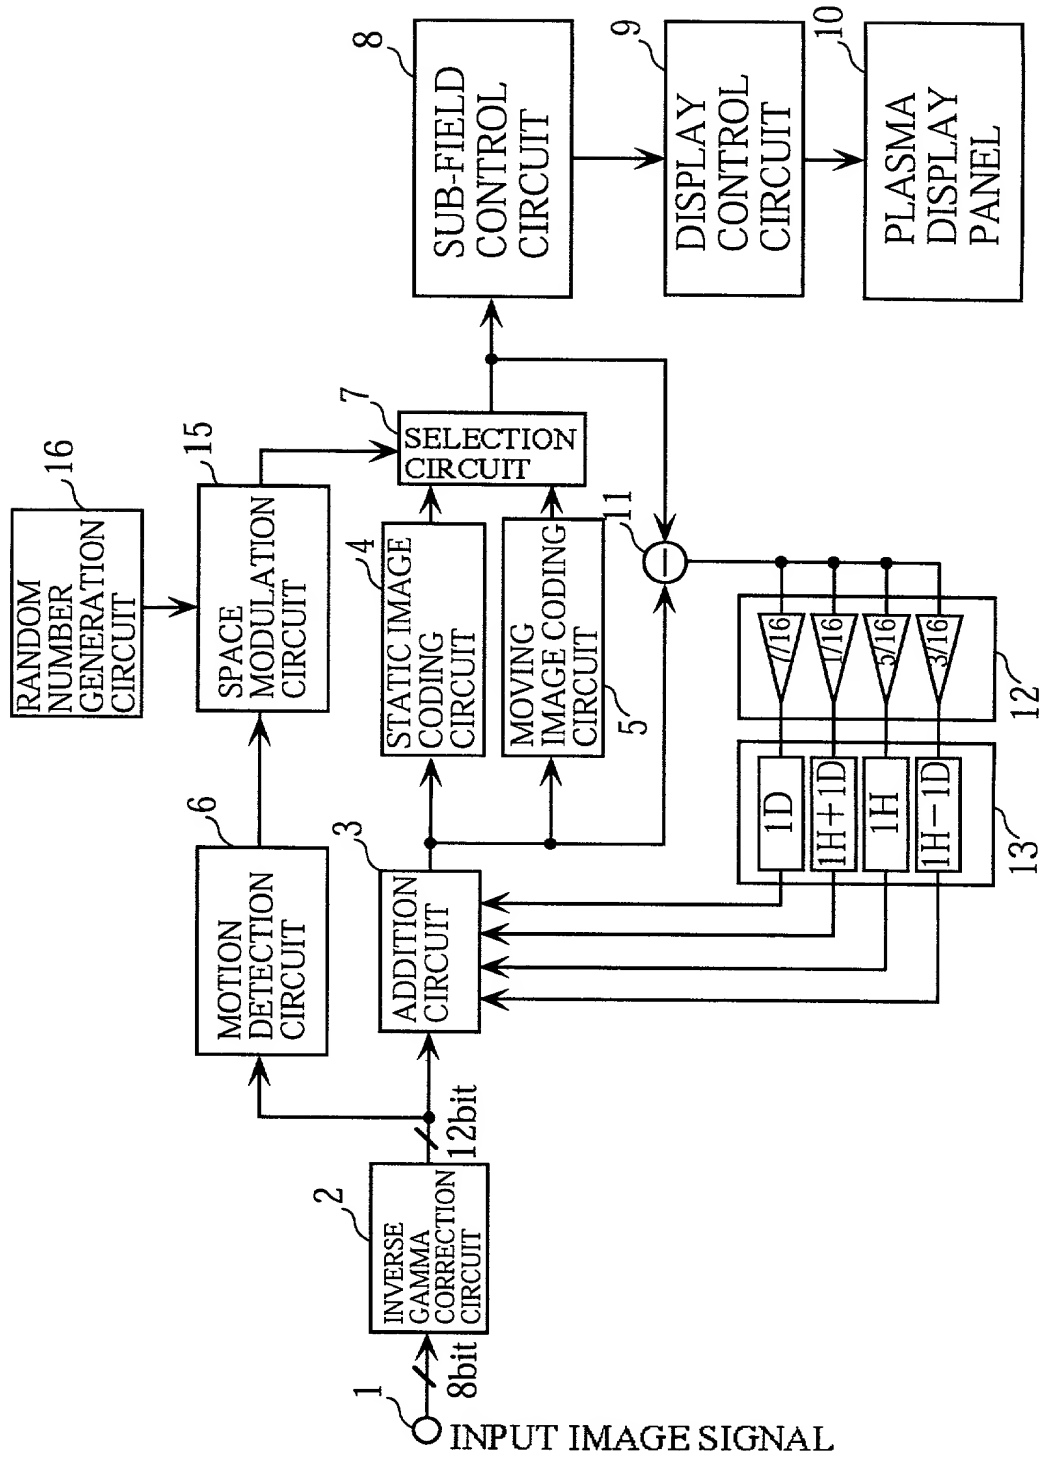 RANDOM
NUMBER
GENERATION
CIRCUIT
16
SPACE
MODULATION
CIRCUIT
15
MOTION
DETECTION
CIRCUIT
6
1
INPUT IMAGE SIGNAL
8bit
INVERSE
GAMMA
CORRECTION
CIRCUIT
2
12bit
ADDITION
CIRCUIT
3
STATIC IMAGE
CODING
CIRCUIT
4
MOVING
IMAGE CODING
CIRCUIT
5
SELECTION
CIRCUIT
7
SUB-FIELD
CONTROL
CIRCUIT
8
DISPLAY
CONTROL
CIRCUIT
9
PLASMA
DISPLAY
PANEL
10
11
7/16
1/16
5/16
3/16
12
1D
1H+1D
1H
1H-1D
13